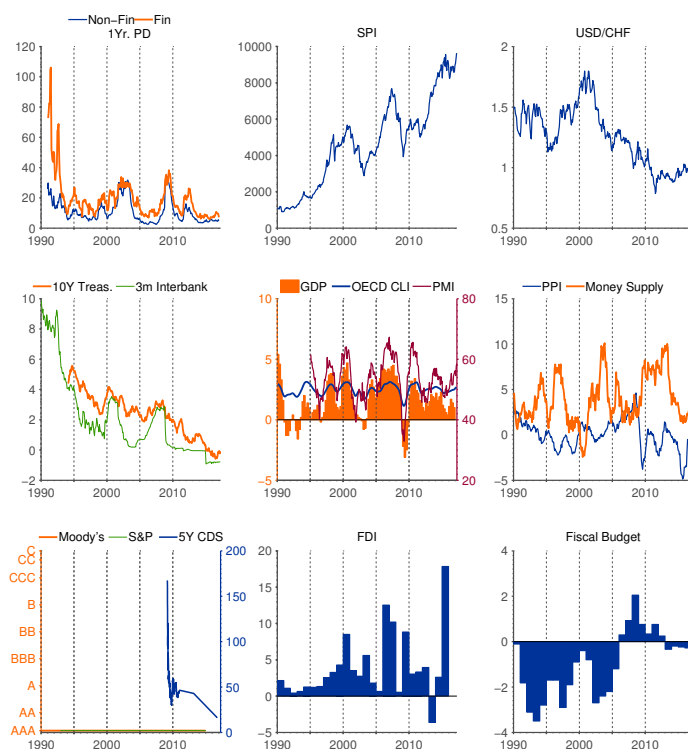 Non-Fin Fin
1Yr. PD
120
100
80
60
40
20
0
1990 2000 2010
SPI
10000
8000
6000
4000
2000
0
1990 2000 2010
USD/CHF
2
1.5
1
0.5
1990 2000 2010
10Y Treas. 3m Interbank
10
8
6
4
2
0
−2
1990 2000 2010
GDP OECD CLI PMI
10 80
5 60
0 40
−5 20
1990 2000 2010
PPI Money Supply
15
10
5
0
−5
1990 2000 2010
Moody's S&P 5Y CDS
C
CC
CCC
B
BB
BBB
A
AA
AAA
200
150
100
50
0
1990 2000 2010
FDI
20
15
10
5
0
−5
1990 2000 2010
Fiscal Budget
4
2
0
−2
−4
1990 2000 2010